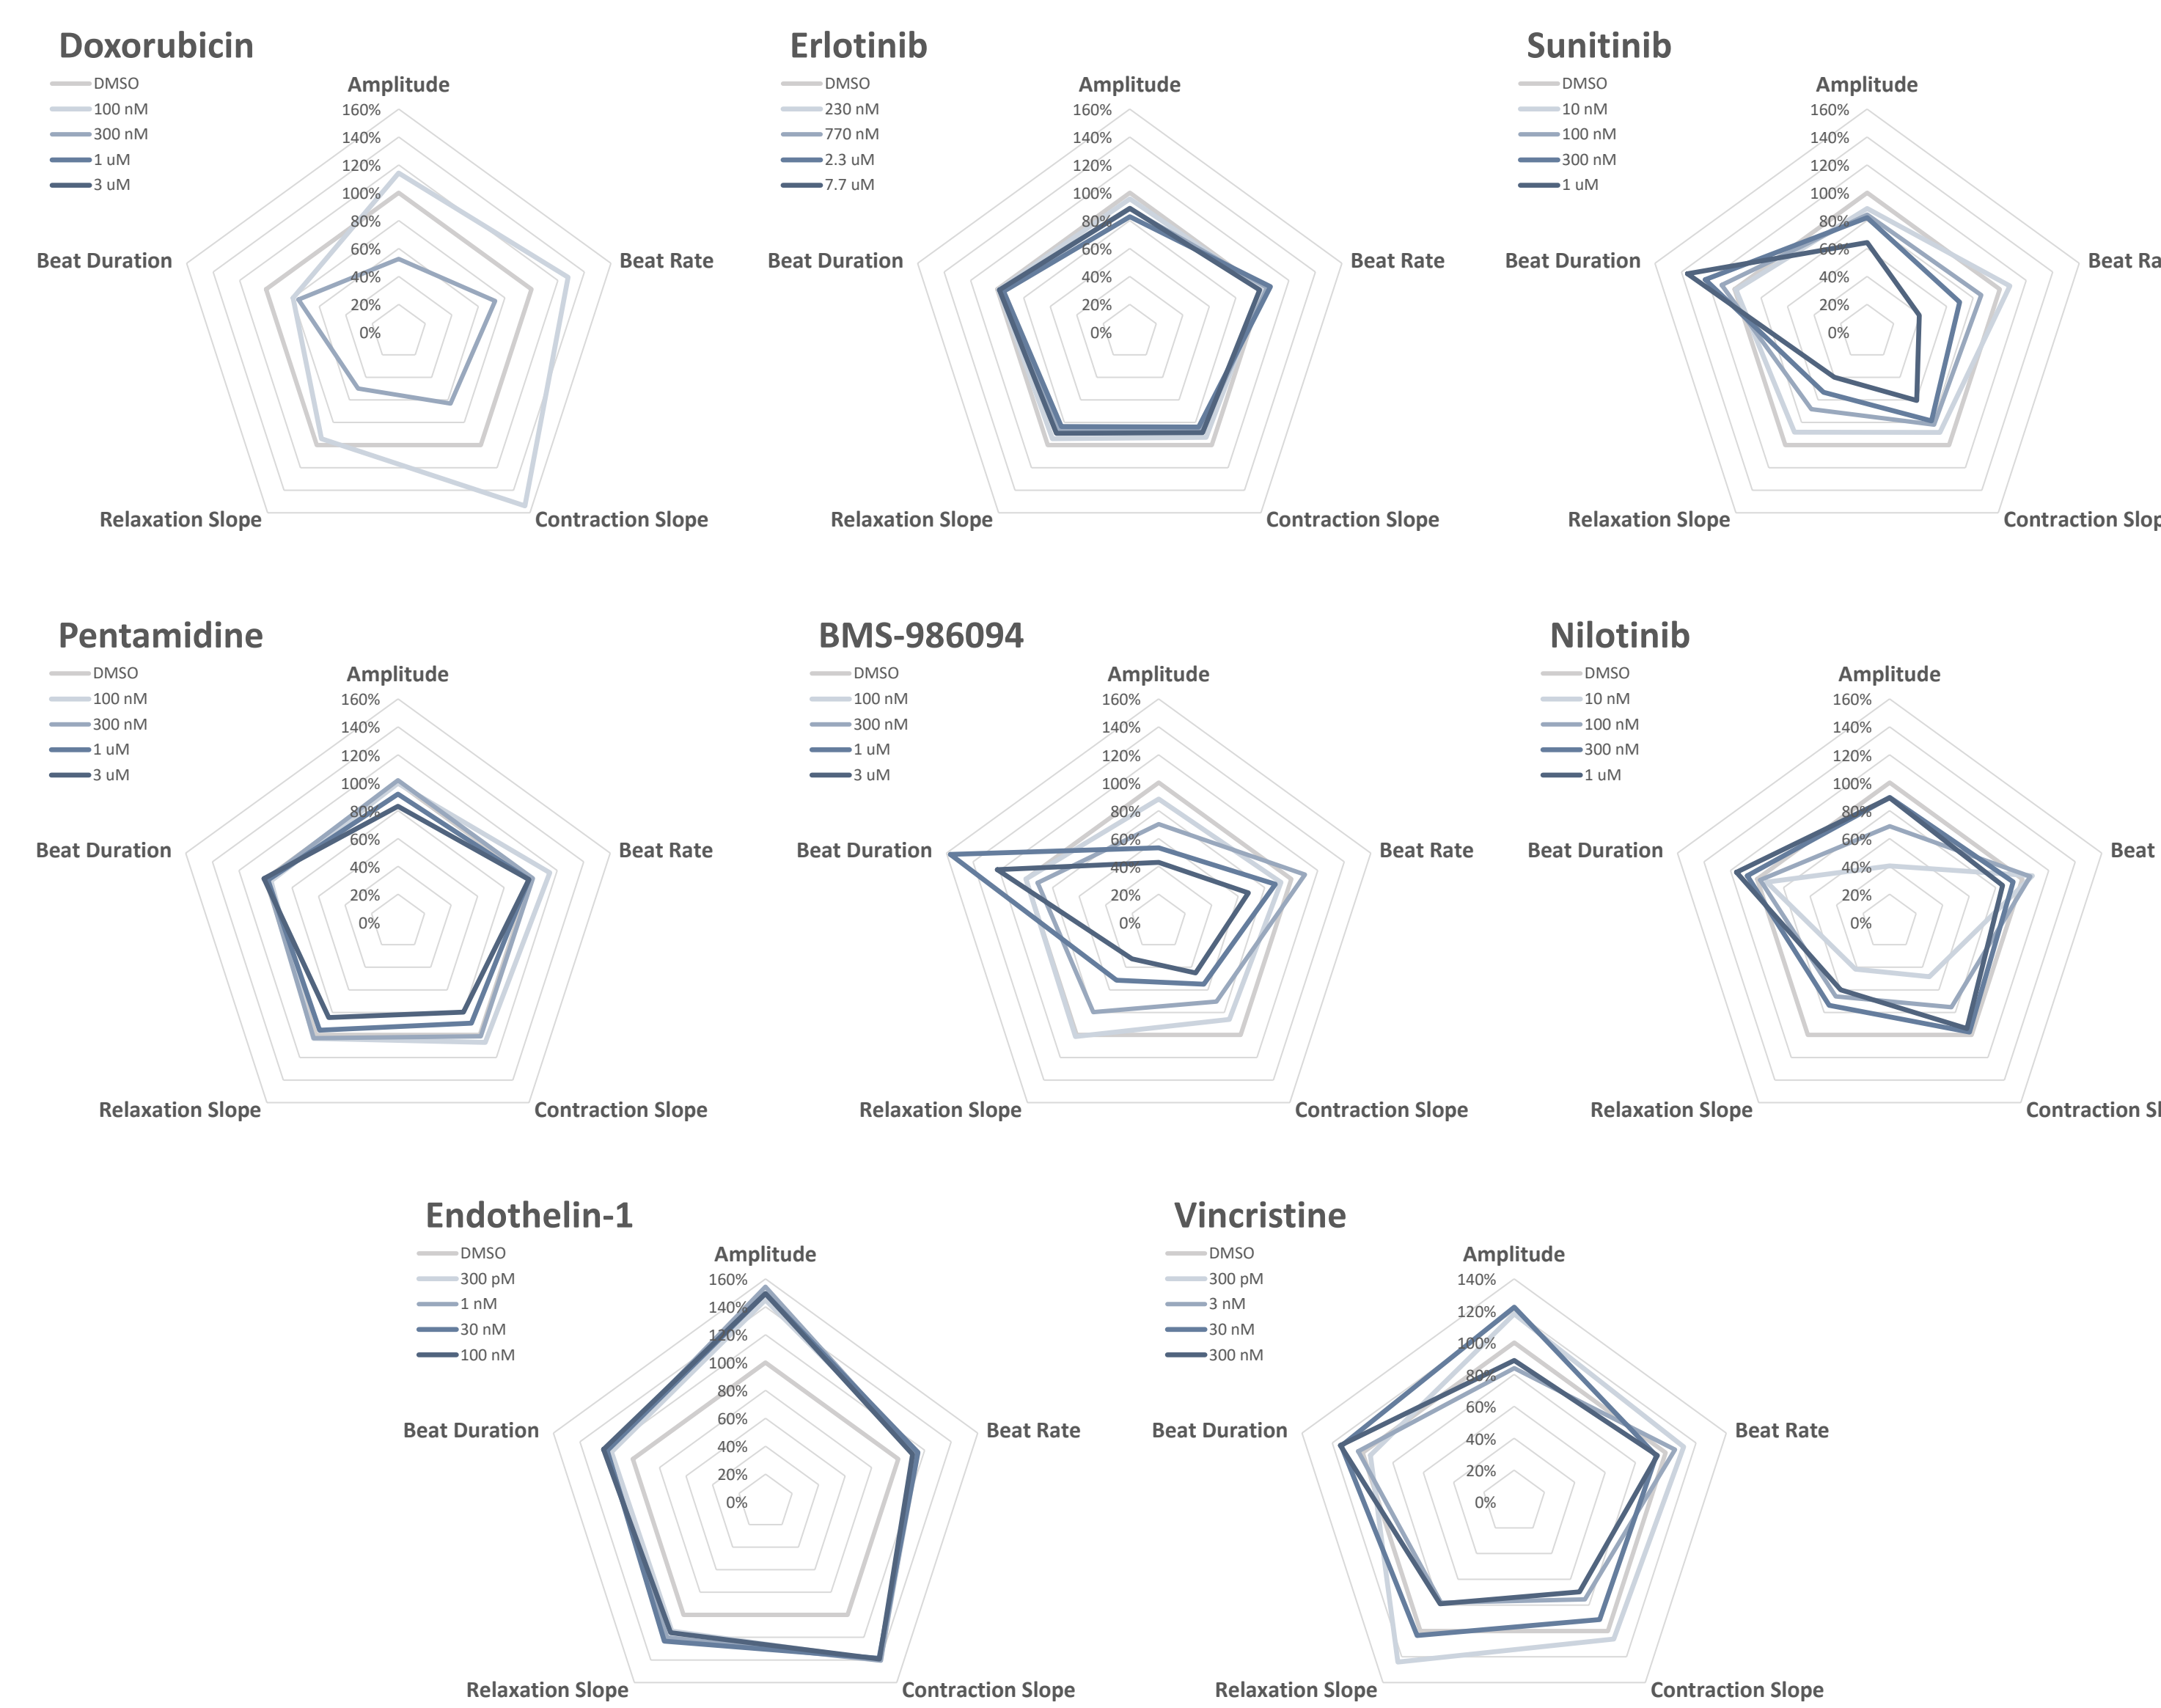 Doxorubicin
DMSO
100 nM
300 nM
1 uM
3 uM
Amplitude
160%
140%
120%
100%
80%
60%
40%
20%
0%
Beat Duration
Beat Rate
Relaxation Slope
Contraction Slope
Erlotinib
DMSO
230 nM
770 nM
2.3 uM
7.7 uM
Amplitude
160%
140%
120%
100%
80%
60%
40%
20%
0%
Beat Duration
Beat Rate
Relaxation Slope
Contraction Slope
Sunitinib
DMSO
10 nM
100 nM
300 nM
1 uM
Amplitude
160%
140%
120%
100%
80%
60%
40%
20%
0%
Beat Duration
Beat Ra
Relaxation Slope
Contraction Slop
Pentamidine
DMSO
100 nM
300 nM
1 uM
3 uM
Amplitude
160%
140%
120%
100%
80%
60%
40%
20%
0%
Beat Duration
Beat Rate
Relaxation Slope
Contraction Slope
BMS-986094
DMSO
100 nM
300 nM
1 uM
3 uM
Amplitude
160%
140%
120%
100%
80%
60%
40%
20%
0%
Beat Duration
Beat Rate
Relaxation Slope
Contraction Slope
Nilotinib
DMSO
10 nM
100 nM
300 nM
1 uM
Amplitude
160%
140%
120%
100%
80%
60%
40%
20%
0%
Beat Duration
Beat
Relaxation Slope
Contraction Sl
Endothelin-1
DMSO
300 pM
1 nM
30 nM
100 nM
Amplitude
160%
140%
120%
100%
80%
60%
40%
20%
0%
Beat Duration
Beat Rate
Relaxation Slope
Contraction Slope
Vincristine
DMSO
300 pM
3 nM
30 nM
300 nM
Amplitude
140%
120%
100%
80%
60%
40%
20%
0%
Beat Duration
Beat Rate
Relaxation Slope
Contraction Slope